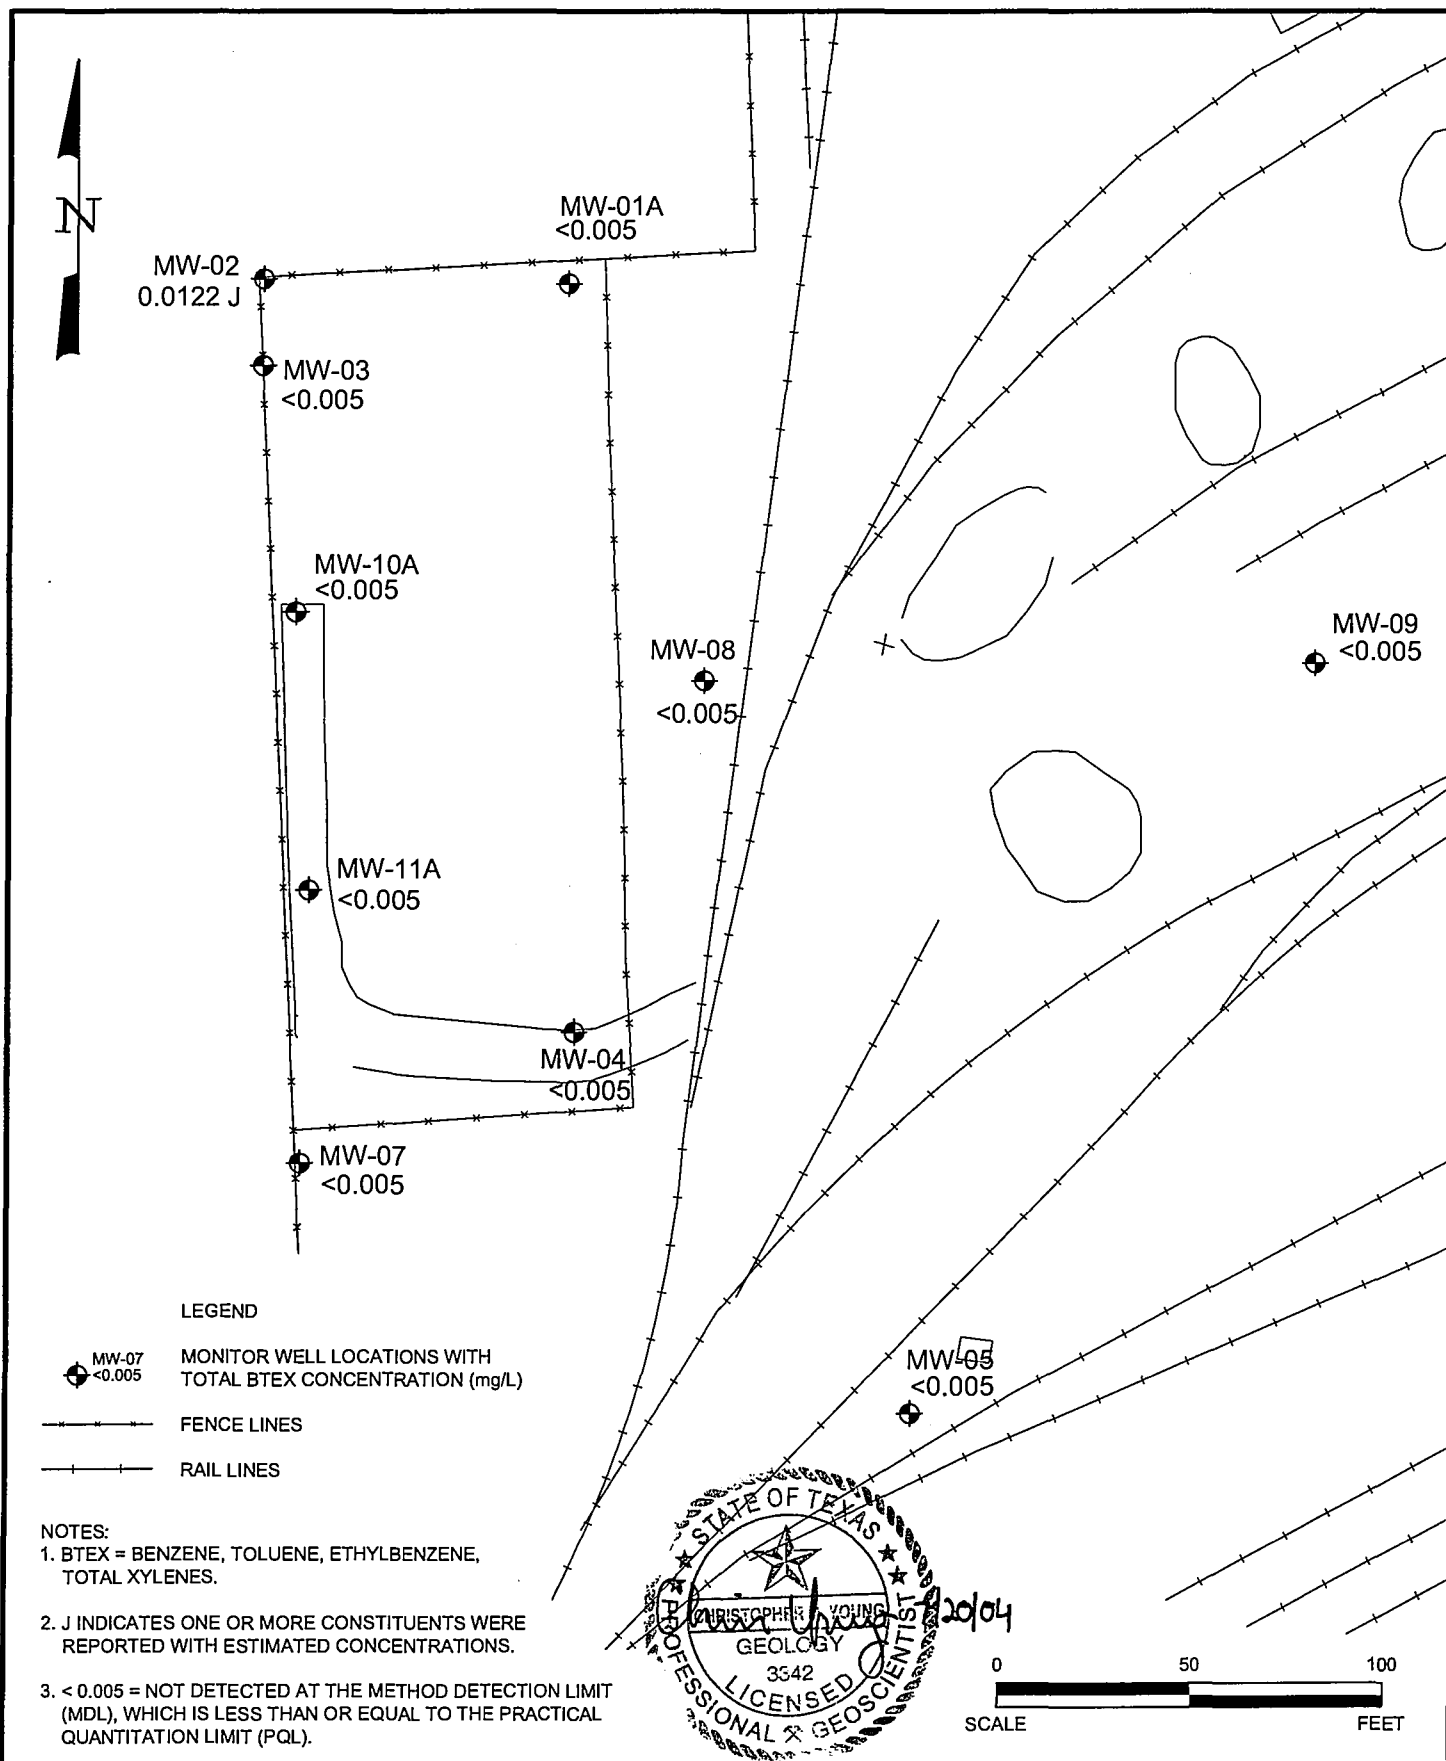 N
MW-01A
<0.005
MW-02
0.0122 J
MW-03
<0.005
MW-10A
<0.005
MW-08
<0.005
MW-09
<0.005
MW-11A
<0.005
MW-04
<0.005
MW-07
<0.005
MW-05
<0.005
LEGEND
MW-07
<0.005
MONITOR WELL LOCATIONS WITH
TOTAL BTEX CONCENTRATION (mg/L)
FENCE LINES
RAIL LINES
NOTES:
1. BTEX = BENZENE, TOLUENE, ETHYLBENZENE,
TOTAL XYLENES.
2. J INDICATES ONE OR MORE CONSTITUENTS WERE
REPORTED WITH ESTIMATED CONCENTRATIONS.
3. < 0.005 = NOT DETECTED AT THE METHOD DETECTION LIMIT
(MDL), WHICH IS LESS THAN OR EQUAL TO THE PRACTICAL
QUANTITATION LIMIT (PQL).
STATE OF TEXAS
CHRISTOPHER YOUNG
GEOLOGY
3342
LICENSED
PROFESSIONAL GEOSCIENTIST
Chris Young
0 50 100
SCALE FEET